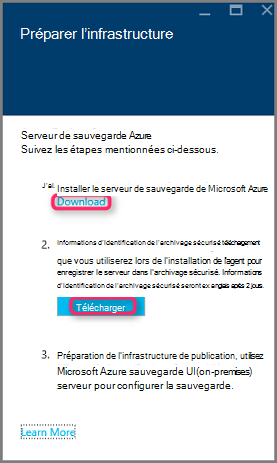 Préparer l'infrastructure
Serveur de sauvegarde Azure
Suivez les étapes mentionnées ci-dessous.
J'ai. Installer le serveur de sauvegarde de Microsoft Azure
Download
2. Informations d'identification de l'archivage sécurisé téléchargement
que vous utiliserez lors de l'installation de l'agent pour
enregistrer le serveur dans l'archivage sécurisé. Informations
d'identification de l'archivage sécurisé seront après 2 jours.
Télécharger
3. Préparation de l'infrastructure de publication, utilisez
Microsoft Azure sauvegarde UI(on-premises)
serveur pour configurer la sauvegarde.
Learn More